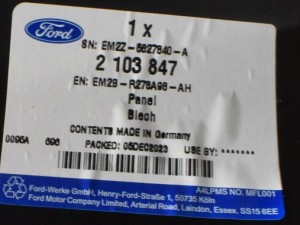 Ford
1 x
SN: EM2Z-5827840-A
2 103 847
EN: EM2B-R278A96-AH
Panel
Blech
CONTENTS MADE IN Germany
0096A 696 PACKED: 05DEC2023 USE BY: *******
A4LPMS NO. MFL001
Ford-Werke GmbH, Henry-Ford-Straße 1, 50735 Köln
Ford Motor Company Limited, Arterial Road, Laindon, Essex. SS15 6EE